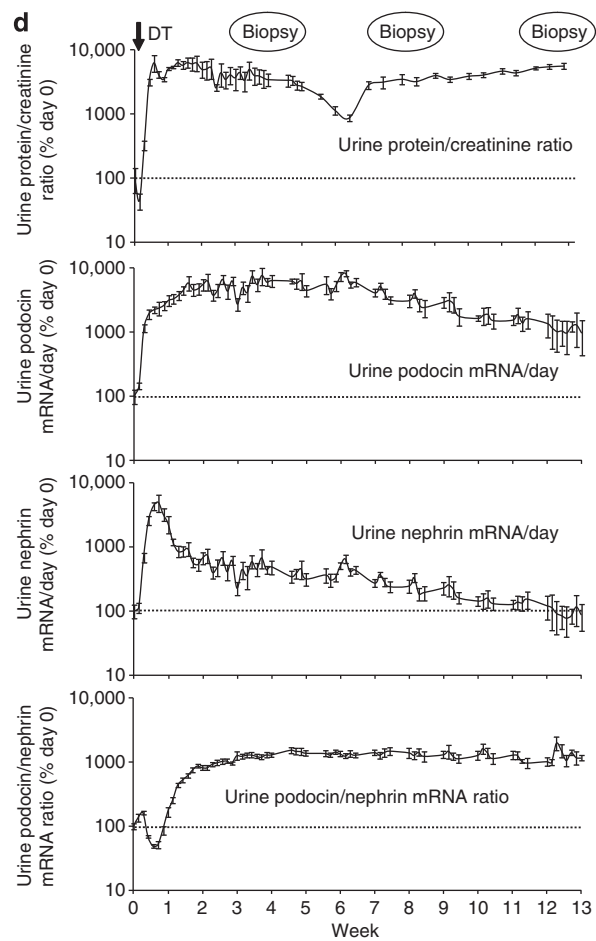 d
DT
Biopsy Biopsy Biopsy
Urine protein/creatinine
ratio (% day 0)
10,000
1000
100
10
Urine protein/creatinine ratio
Urine podocin
mRNA/day (% day 0)
10,000
1000
100
10
Urine podocin mRNA/day
Urine nephrin
mRNA/day (% day 0)
10,000
1000
100
10
Urine nephrin mRNA/day
Urine podocin/nephrin
mRNA ratio (% day 0)
10,000
1000
100
10
Urine podocin/nephrin mRNA ratio
0 1 2 3 4 5 6 7 8 9 10 11 12 13
Week